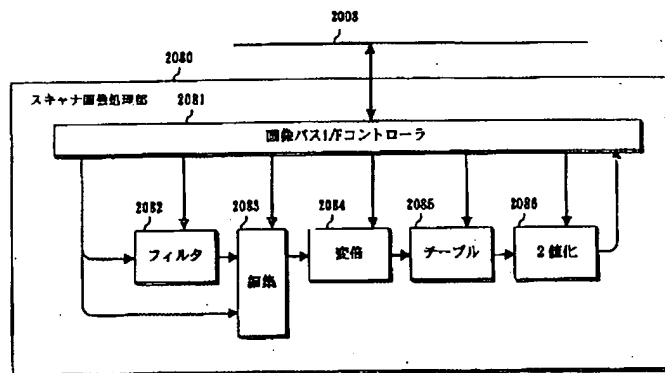 2008
2080
スキャナ画像処理部
2081
画像バスI/Fコントローラ
2082
2083
2084
2085
2086
フィルタ
編集
変倍
テーブル
2値化